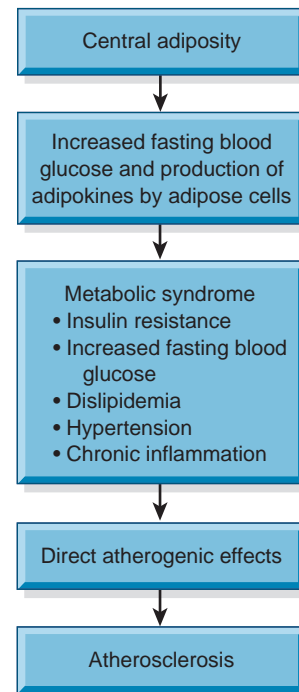 Central adiposity
Increased fasting blood
glucose and production of
adipokines by adipose cells
Metabolic syndrome
• Insulin resistance
• Increased fasting blood
glucose
• Dislipidemia
• Hypertension
• Chronic inflammation
Direct atherogenic effects
Atherosclerosis